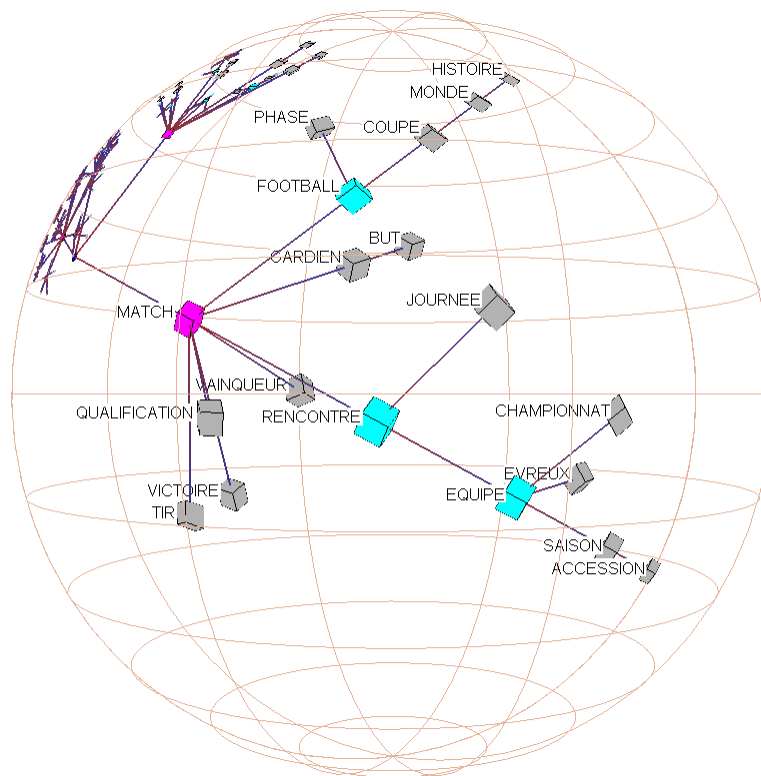 HISTOIRE
MONDE
PHASE
COUPE
FOOTBALL
BUT
CARDIEN
JOURNEE
MATCH
VAINQUEUR
QUALIFICATION
RENCONTRE
CHAMPIONNAT
EVREUX
VICTOIRE
EQUIPE
TIR
SAISON
ACCESSION